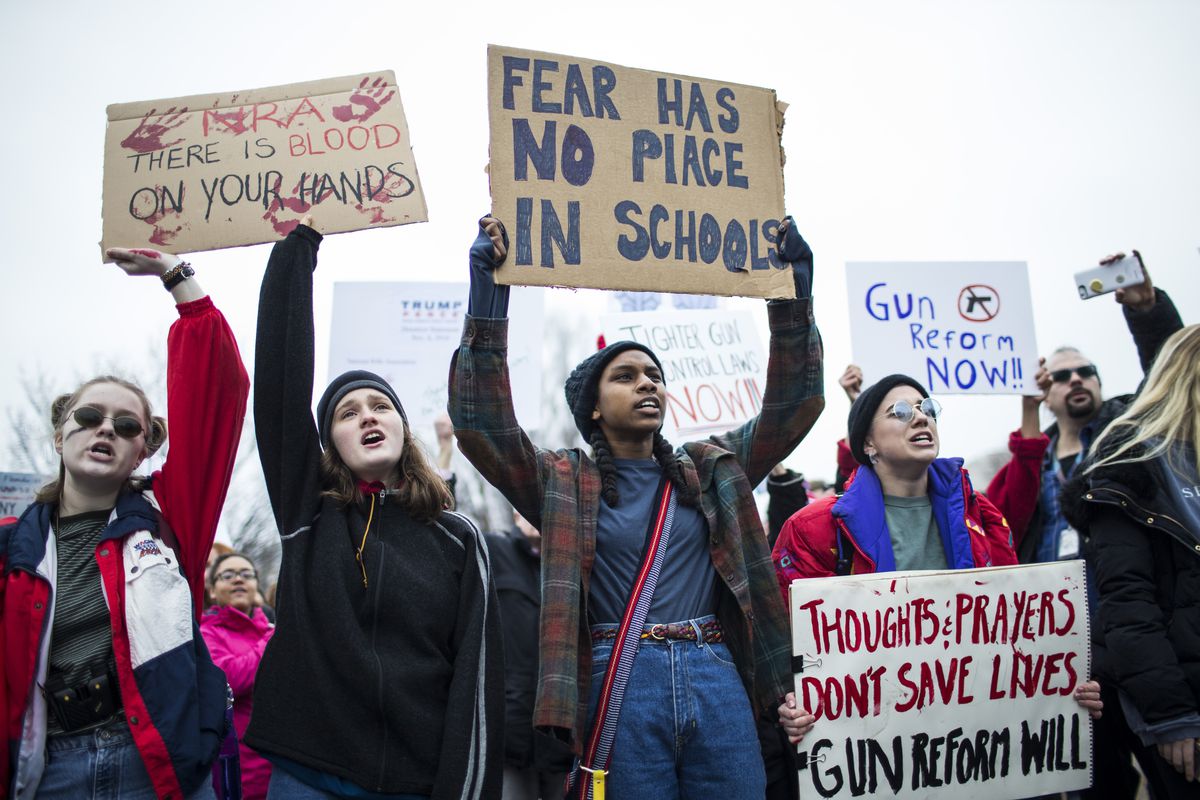 NRA
THERE IS BLOOD
ON YOUR HANDS
FEAR HAS
NO PlACE
IN SCHOOLS
TRUMP
PENCE
TIGHTER GUN
CONTROL LAWS
NOW!!!
GUN
REFORM
NOW!!
THOUGHTS & PRAYERS
DON'T SAVE LIVES
GUN REFORM WILL